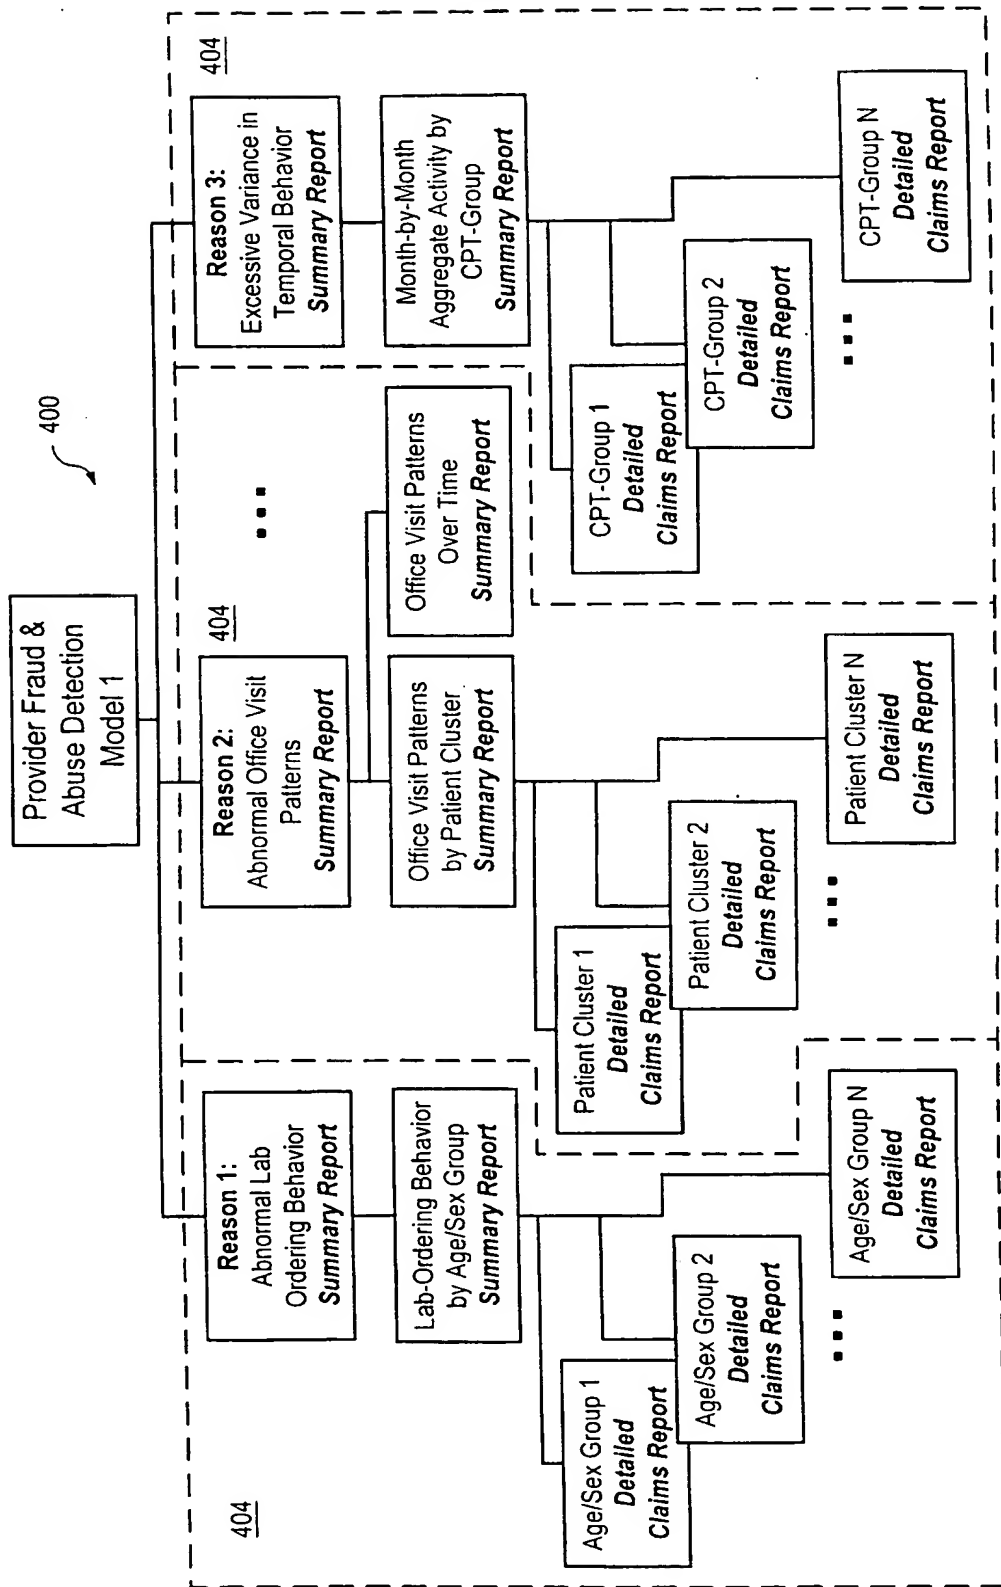 Provider Fraud &
Abuse Detection
Model 1
400
404
Reason 1:
Abnormal Lab
Ordering Behavior
Summary Report
Lab-Ordering Behavior
by Age/Sex Group
Summary Report
Age/Sex Group 1
Detailed
Claims Report
Age/Sex Group 2
Detailed
Claims Report
Age/Sex Group N
Detailed
Claims Report
404
Reason 2:
Abnormal Office Visit
Patterns
Summary Report
Office Visit Patterns
by Patient Cluster
Summary Report
Office Visit Patterns
Over Time
Summary Report
Patient Cluster 1
Detailed
Claims Report
Patient Cluster 2
Detailed
Claims Report
Patient Cluster N
Detailed
Claims Report
404
Reason 3:
Excessive Variance in
Temporal Behavior
Summary Report
Month-by-Month
Aggregate Activity by
CPT-Group
Summary Report
CPT-Group 1
Detailed
Claims Report
CPT-Group 2
Detailed
Claims Report
CPT-Group N
Detailed
Claims Report